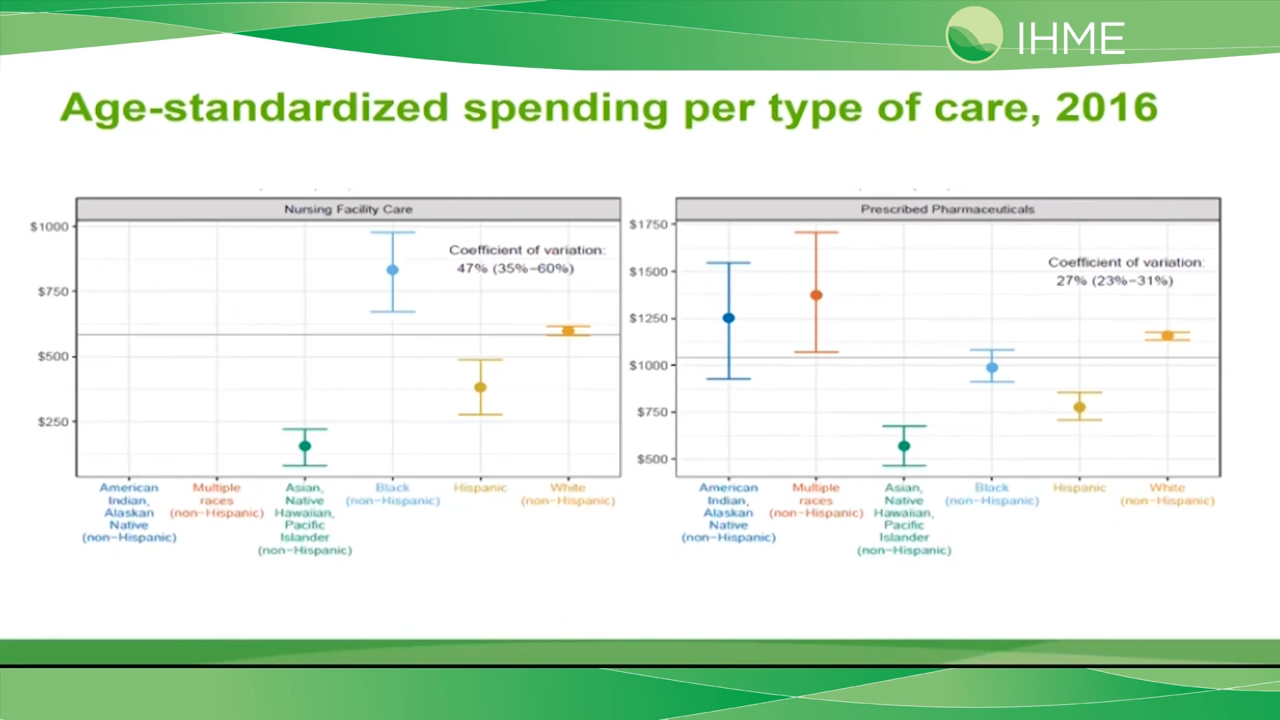 IHME
Age-standardized spending per type of care, 2016
Nursing Facility Care
$1000
$750
$500
$250
Coefficient of variation:
47% (35%−60%)
American
Indian,
Alaskan
Native
(non−Hispanic)
Multiple
races
(non−Hispanic)
Asian,
Native
Hawaiian,
Pacific
Islander
(non−Hispanic)
Black
(non−Hispanic)
Hispanic
White
(non−Hispanic)
Prescribed Pharmaceuticals
$1750
$1500
$1250
$1000
$750
$500
Coefficient of variation:
27% (23%−31%)
American
Indian,
Alaskan
Native
(non−Hispanic)
Multiple
races
(non−Hispanic)
Asian,
Native
Hawaiian,
Pacific
Islander
(non−Hispanic)
Black
(non−Hispanic)
Hispanic
White
(non−Hispanic)